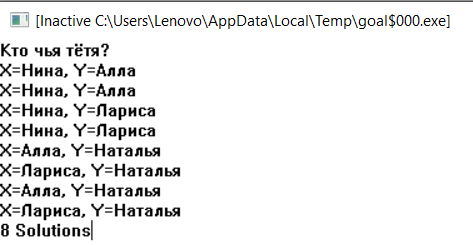 [Inactive C:\Users\Lenovo\AppData\Local\Temp\goal$000.exe]
Кто чья тётя?
X=Нина, Y=Алла
X=Нина, Y=Алла
X=Нина, Y=Лариса
X=Нина, Y=Лариса
X=Алла, Y=Наталья
X=Лариса, Y=Наталья
X=Алла, Y=Наталья
X=Лариса, Y=Наталья
8 Solutions